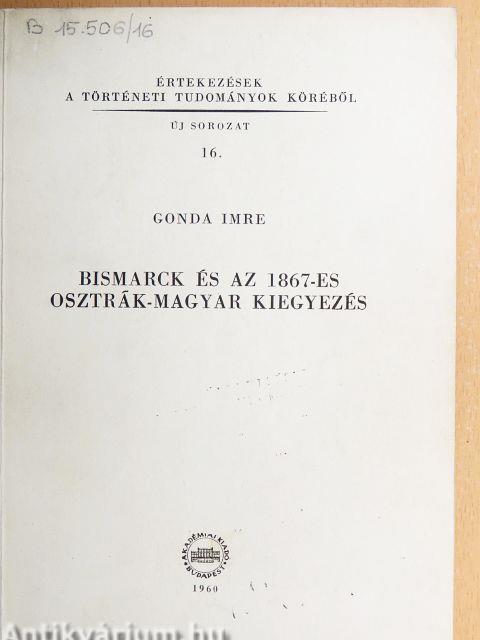 B 15.506/16
ÉRTEKEZÉSEK
A TÖRTÉNETI TUDOMÁNYOK KÖRÉBŐL
ÚJ SOROZAT
16.
GONDA IMRE
BISMARCK ÉS AZ 1867-ES
OSZTRÁK-MAGYAR KIEGYEZÉS
AKADÉMIAI KIADÓ
BUDAPEST
1960
Antikvárium.hu